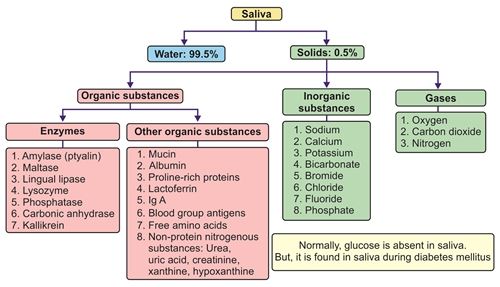 Saliva
Water: 99.5%
Solids: 0.5%
Organic substances
Inorganic
substances
Gases
Enzymes
1. Amylase (ptyalin)
2. Maltase
3. Lingual lipase
4. Lysozyme
5. Phosphatase
6. Carbonic anhydrase
7. Kallikrein
Other organic substances
1. Mucin
2. Albumin
3. Proline-rich proteins
4. Lactoferrin
5. Ig A
6. Blood group antigens
7. Free amino acids
8. Non-protein nitrogenous
substances: Urea,
uric acid, creatinine,
xanthine, hypoxanthine
1. Sodium
2. Calcium
3. Potassium
4. Bicarbonate
5. Bromide
6. Chloride
7. Fluoride
8. Phosphate
1. Oxygen
2. Carbon dioxide
3. Nitrogen
Normally, glucose is absent in saliva.
But, it is found in saliva during diabetes mellitus